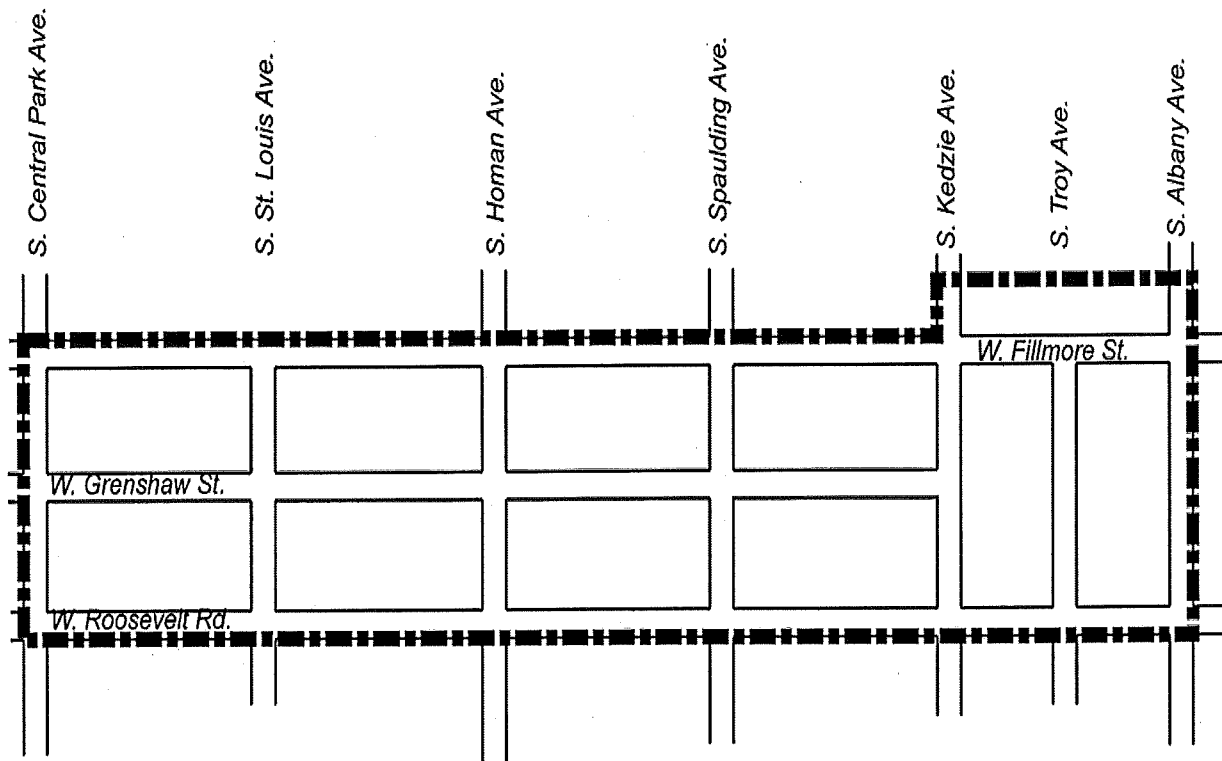 S. Central Park Ave.
S. St. Louis Ave.
S. Homan Ave.
S. Spaulding Ave.
S. Kedzie Ave.
S. Troy Ave.
S. Albany Ave.
W. Fillmore St.
W. Grenshaw St.
W. Roosevelt Rd.